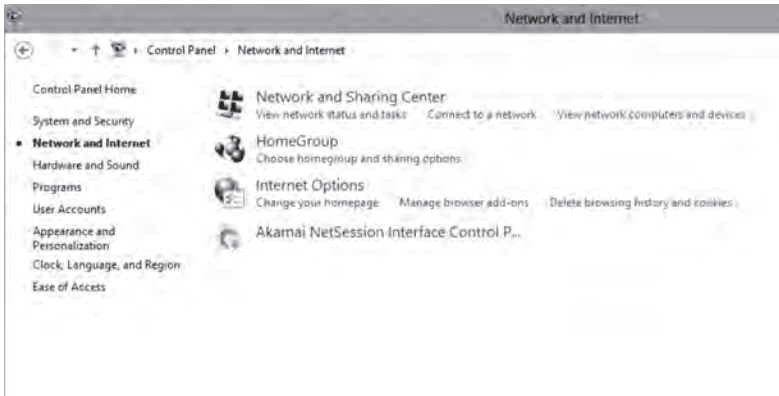 Network and Internet
Control Panel Network and Internet
Control Panel Home
System and Security
Network and Internet
Hardware and Sound
Programs
User Accounts
Appearance and
Personalization
Clock, Language, and Region
Ease of Access
Network and Sharing Center
View network status and tasks Connect to a network View network computers and devices
HomeGroup
Choose homegroup and sharing options
Internet Options
Change your homepage Manage browser add-ons Delete browsing history and cookies
Akamai NetSession Interface Control P...